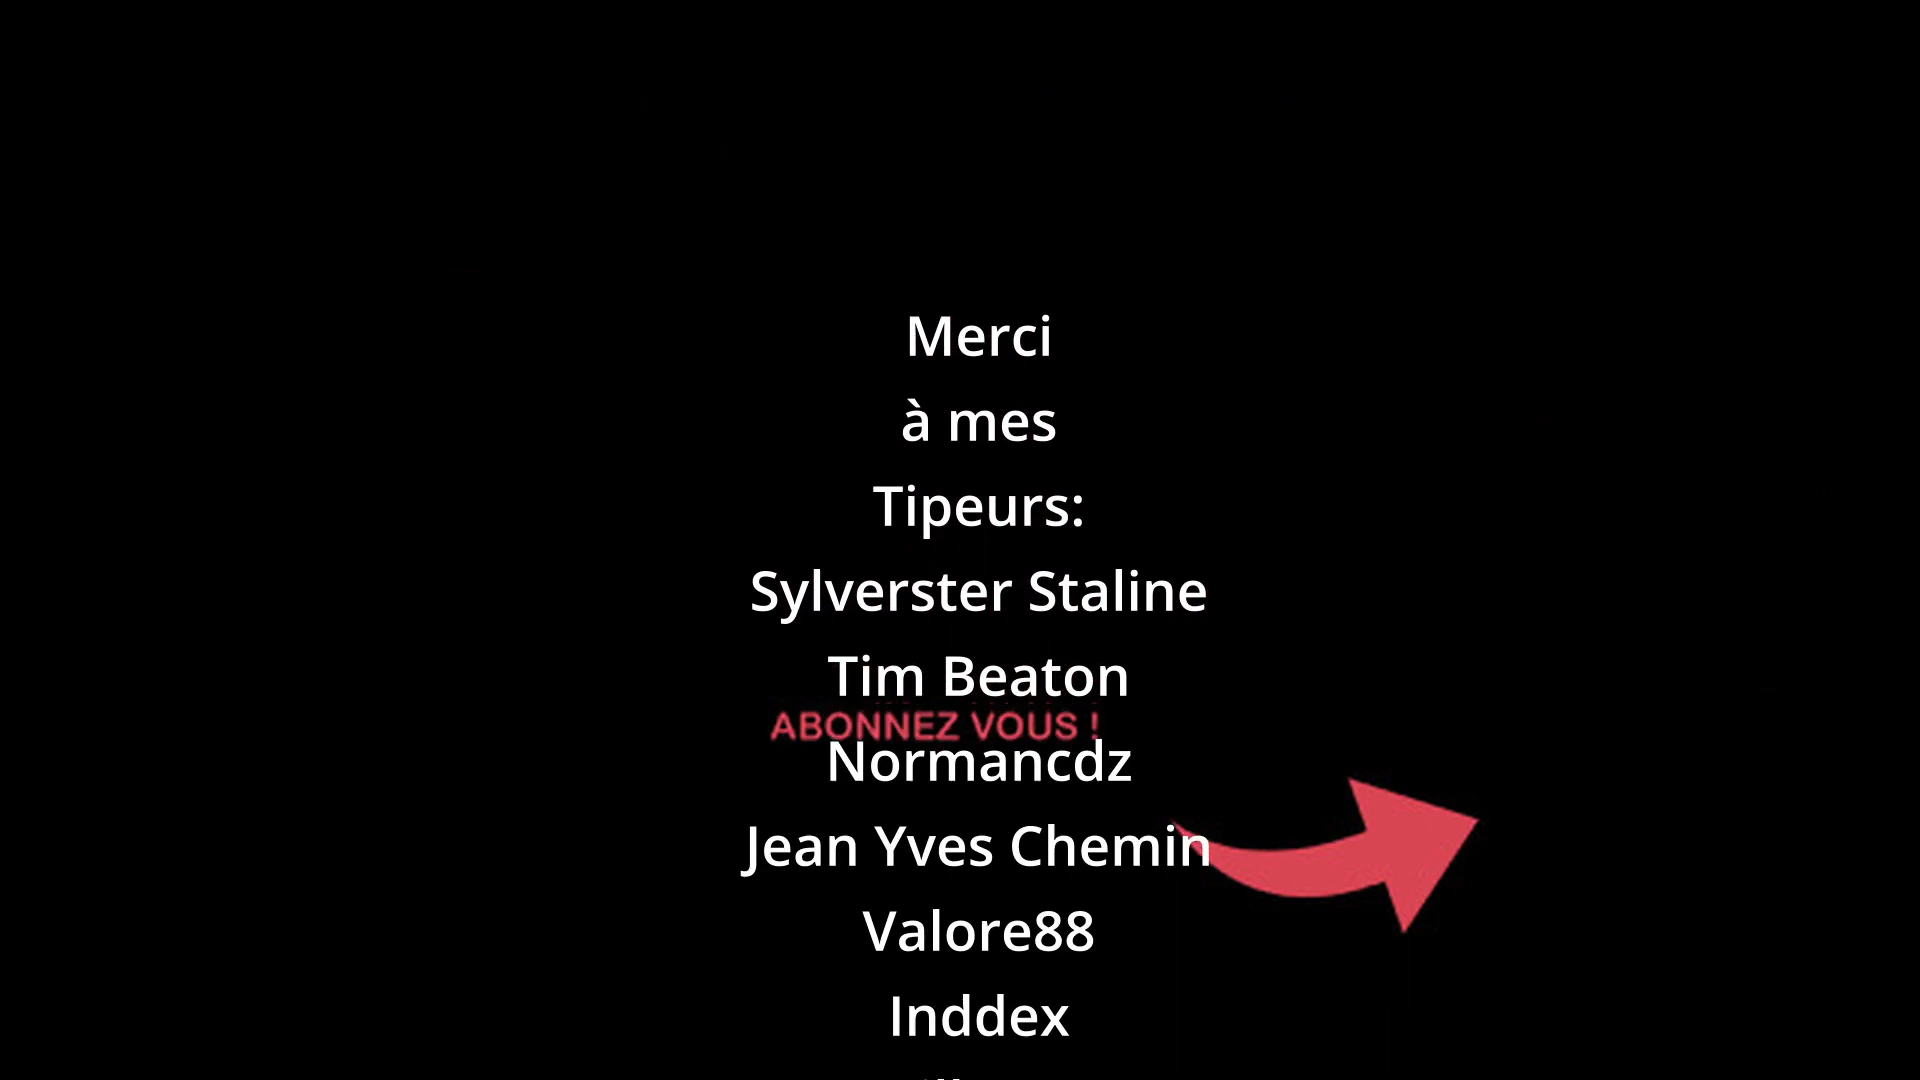 Merci
à mes
Tipeurs:
Sylverster Staline
Tim Beaton
ABONNEZ VOUS !
Normancdz
Jean Yves Chemin
Valore88
Inddex